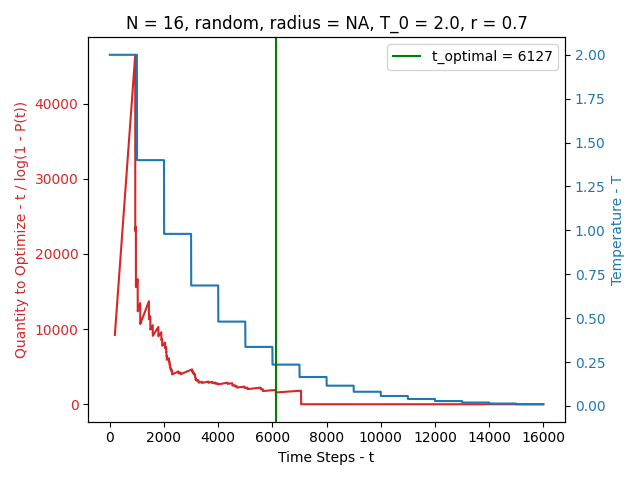 N = 16, random, radius = NA, T_0 = 2.0, r = 0.7
t_optimal = 6127
Quantity to Optimize - t / log(1 - P(t))
40000
30000
20000
10000
0
2.00
1.75
1.50
1.25
1.00
0.75
0.50
0.25
0.00
Temperature - T
0 2000 4000 6000 8000 10000 12000 14000 16000
Time Steps - t